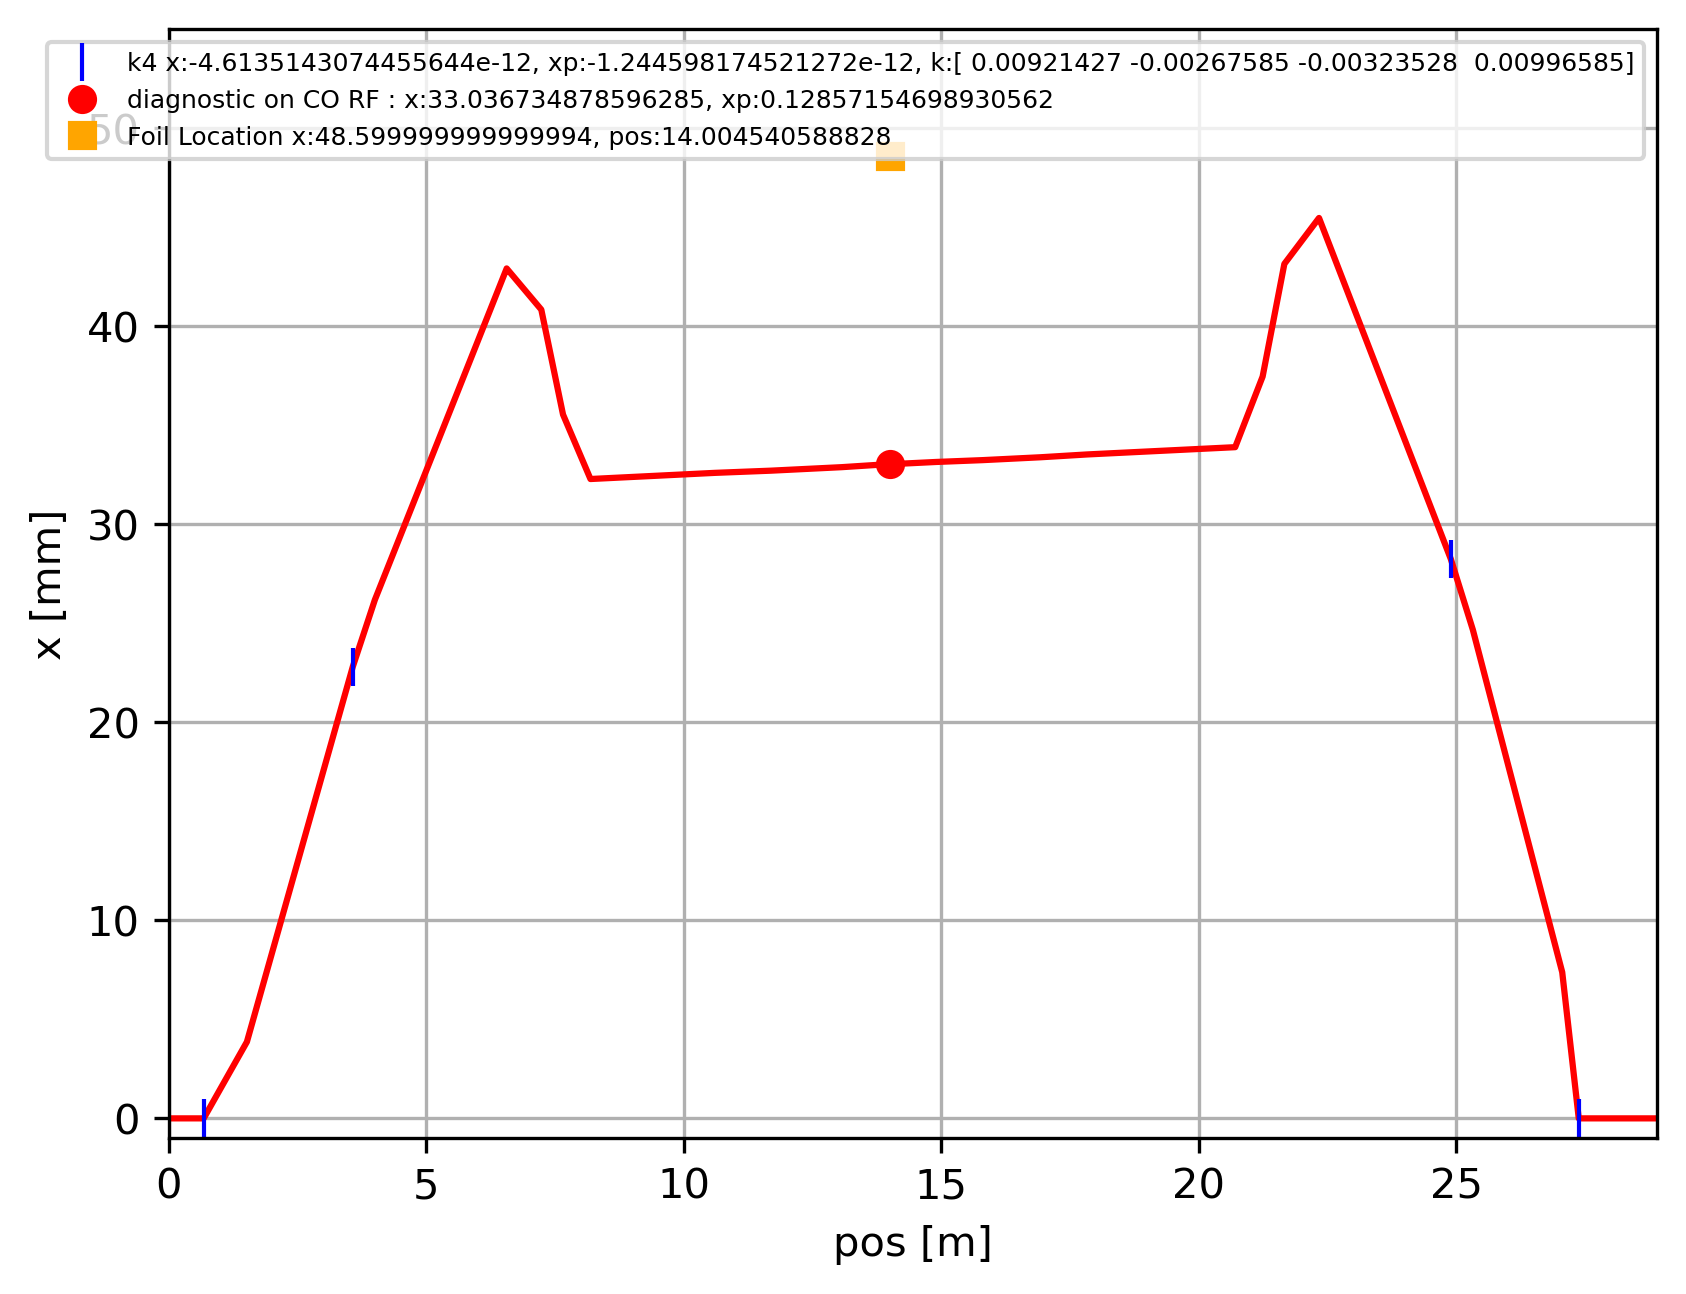 k4 x:-4.6135143074455644e-12, xp:-1.244598174521272e-12, k:[ 0.00921427 -0.00267585 -0.00323528  0.00996585]
diagnostic on CO RF : x:33.036734878596285, xp:0.12857154698930562
Foil Location x:48.599999999999994, pos:14.004540588828
50
40
30
20
10
0
x [mm]
0 5 10 15 20 25
pos [m]